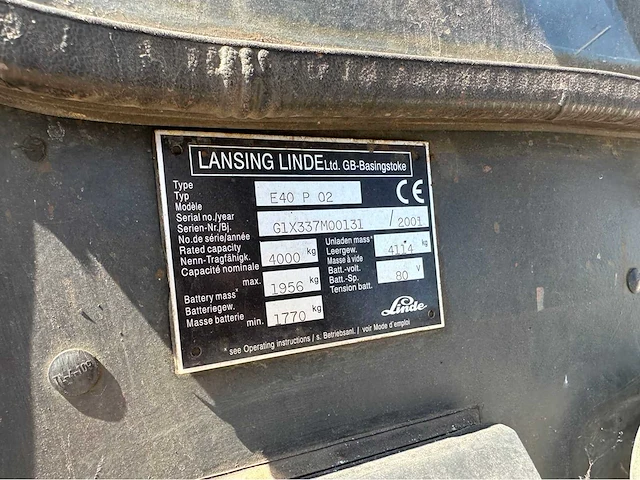 LANSING LINDE Ltd. GB-Basingstoke
Type
Typ
Modèle
E40 P 02
CE
Serial no./year
Serien-Nr./Bj.
No.de série/année
G1X337M00131 / 2001
Rated capacity
Nenn-Tragfähigk.
Capacité nominale
4000 kg
Unladen mass*
Leergew.
Masse à vide
4114 kg
Battery mass*
Batteriegew.
Masse batterie
max. 1956 kg
min. 1770 kg
Batt.-volt.
Batt.-Sp.
Tension batt.
80 V
Linde
* see Operating instructions / s. Betriebsanl. / voir Mode d'emploi